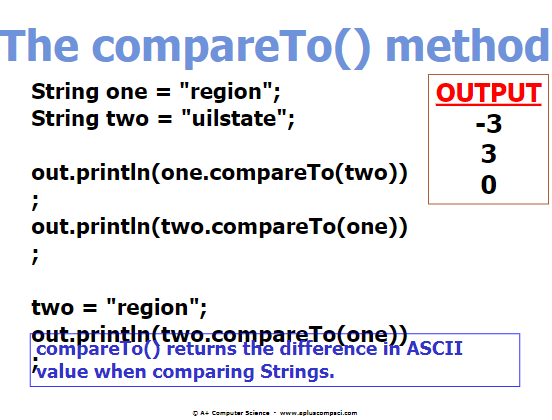 The compareTo() method
String one = "region";
String two = "uilstate";
out.println(one.compareTo(two))
;
out.println(two.compareTo(one))
;
two = "region";
out.println(two.compareTo(one))
;
OUTPUT
-3
3
0
compareTo() returns the difference in ASCII
value when comparing Strings.
© A+ Computer Science - www.apluscompsci.com